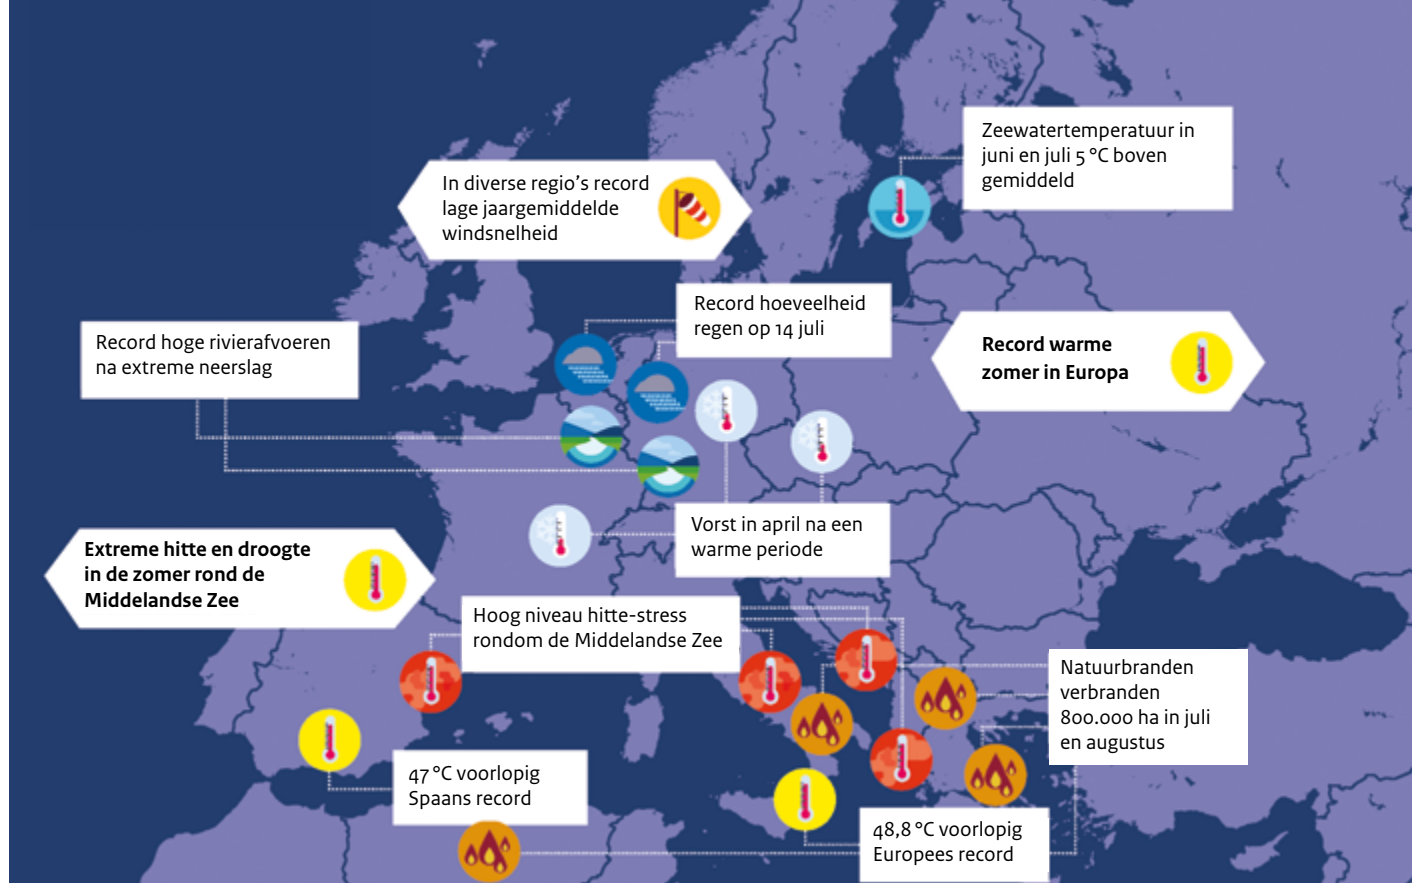 Zeewatertemperatuur in
juni en juli 5 °C boven
gemiddeld
In diverse regio’s record
lage jaargemiddelde
windsnelheid
Record hoeveelheid
regen op 14 juli
Record hoge rivierafvoeren
na extreme neerslag
Record warme
zomer in Europa
Vorst in april na een
warme periode
Extreme hitte en droogte
in de zomer rond de
Middelandse Zee
Hoog niveau hitte-stress
rondom de Middelandse Zee
Natuurbranden
verbranden
800.000 ha in juli
en augustus
47 °C voorlopig
Spaans record
48,8 °C voorlopig
Europees record